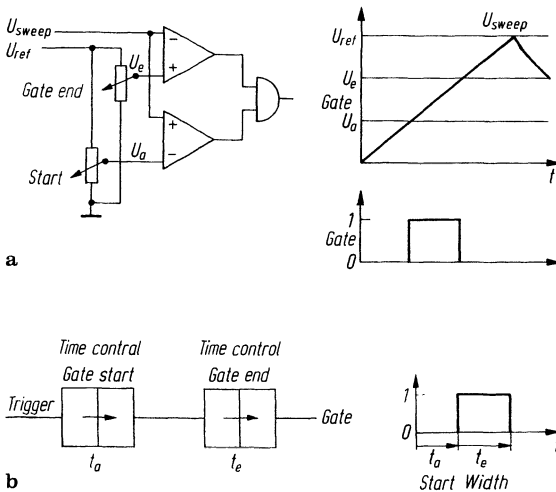 U_sweep
U_ref
U_e
Gate end
U_a
Start
−
+
+
−
U_sweep
U_ref
U_e
Gate
U_a
t
1
Gate
0
a
Time control
Gate start
Time control
Gate end
Trigger
Gate
t_a
t_e
1
0
t_a
t_e
Start Width
b